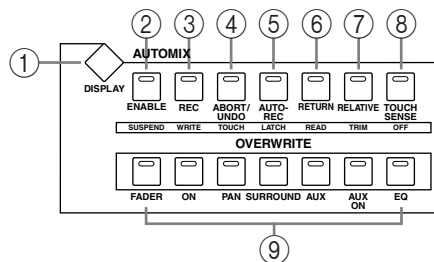 ② ③ ④ ⑤ ⑥ ⑦ ⑧
① AUTOMIX
DISPLAY ENABLE REC ABORT/UNDO AUTO-REC RETURN RELATIVE TOUCH SENSE
SUSPEND WRITE TOUCH LATCH READ TRIM OFF
OVERWRITE
FADER ON PAN SURROUND AUX AUX ON EQ
⑨